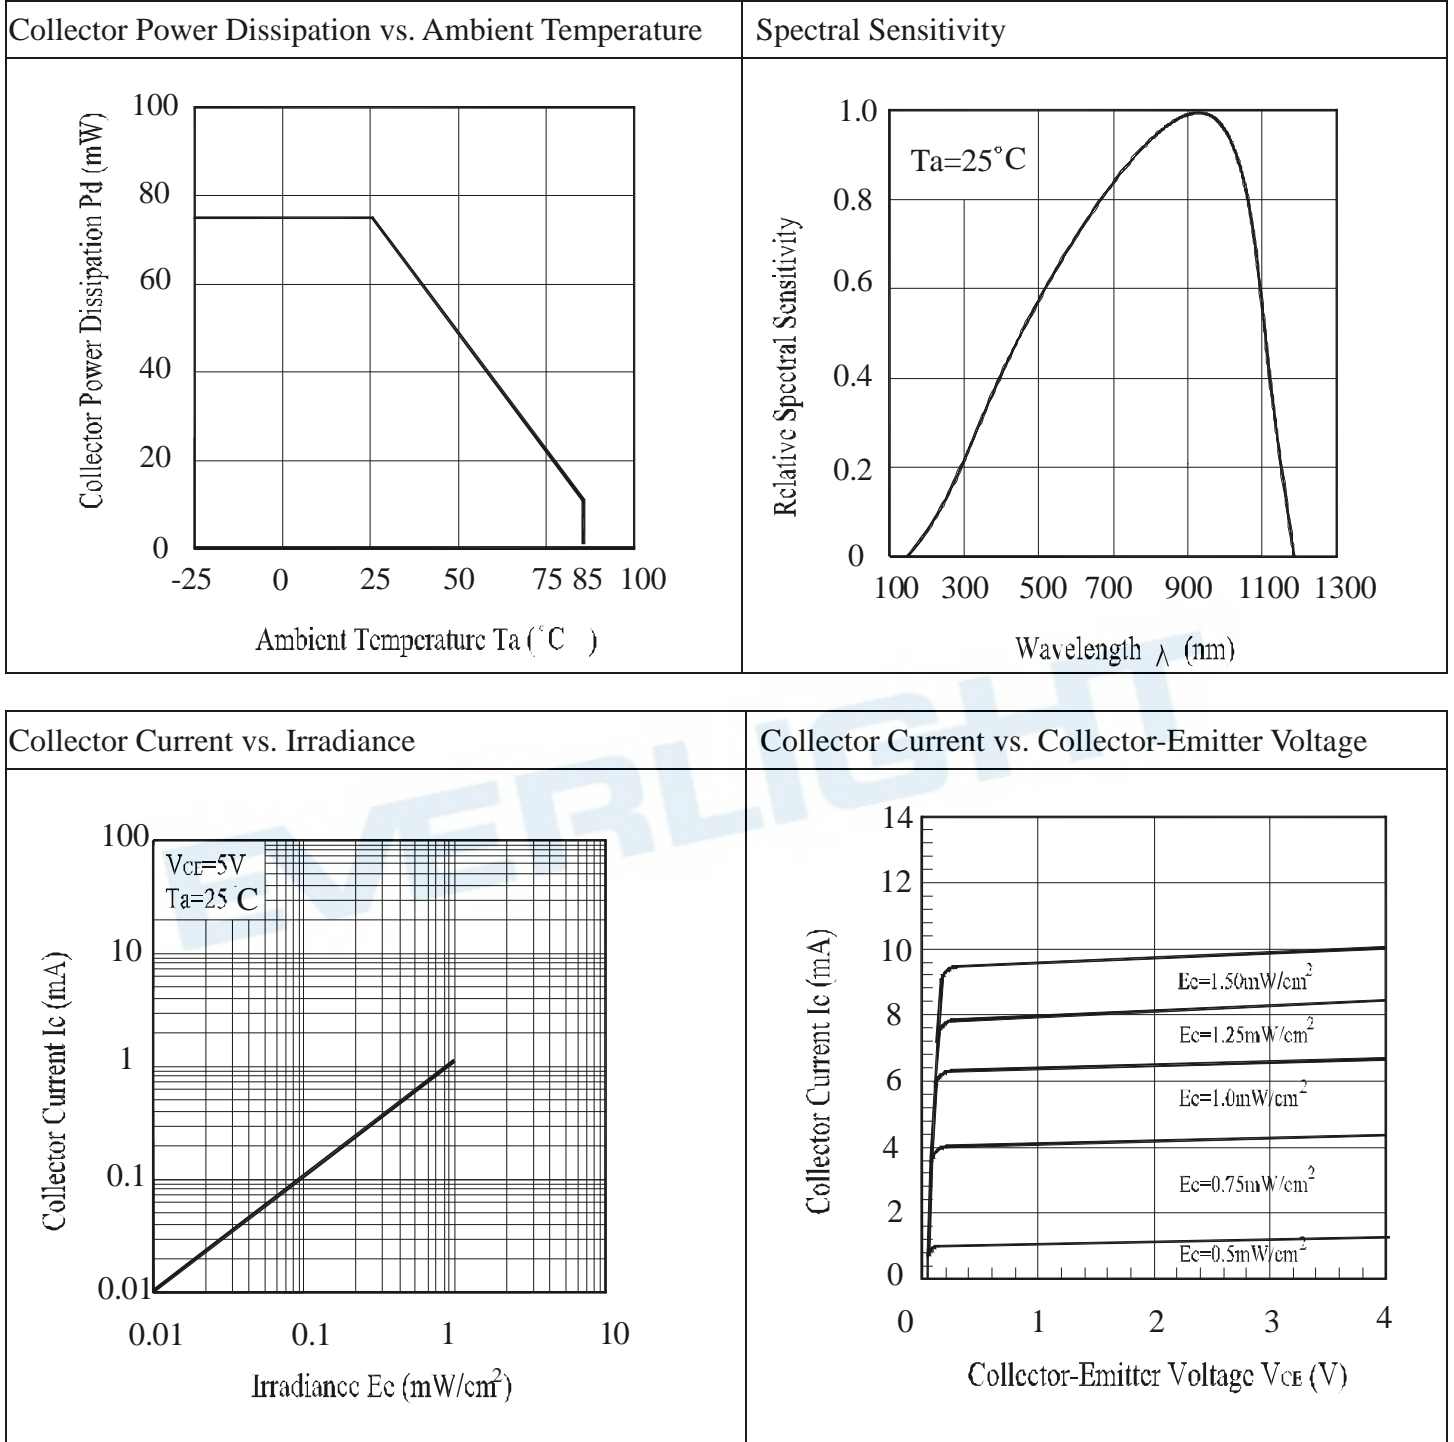 Collector Power Dissipation vs. Ambient Temperature
Spectral Sensitivity
100
80
60
40
20
0
-25 0 25 50 75 85 100
Collector Power Dissipation Pd (mW)
Ambient Temperature Ta (°C )
1.0
0.8
0.6
0.4
0.2
0
Ta=25°C
100 300 500 700 900 1100 1300
Relative Spectral Sensitivity
Wavelength λ (nm)
EVERLIGHT
Collector Current vs. Irradiance
Collector Current vs. Collector-Emitter Voltage
100
10
1
0.1
0.01
VCE=5V
Ta=25°C
0.01 0.1 1 10
Collector Current Ic (mA)
Irradiance Ee (mW/cm²)
14
12
10
8
6
4
2
0
Ee=1.50mW/cm²
Ee=1.25mW/cm²
Ee=1.0mW/cm²
Ee=0.75mW/cm²
Ee=0.5mW/cm²
0 1 2 3 4
Collector Current Ic (mA)
Collector-Emitter Voltage VCE (V)